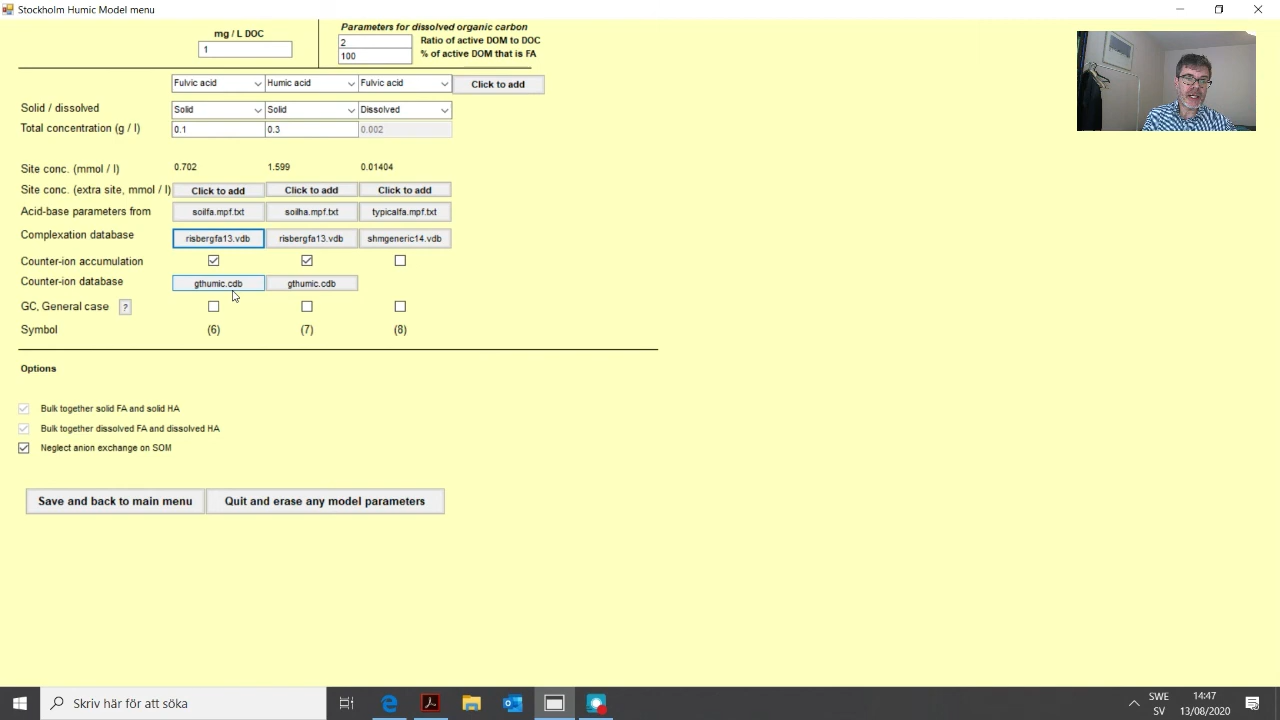 Stockholm Humic Model menu
mg / L DOC
1
Parameters for dissolved organic carbon
2 Ratio of active DOM to DOC
100 % of active DOM that is FA
Fulvic acid Humic acid Fulvic acid Click to add
Solid / dissolved Solid Solid Dissolved
Total concentration (g / l) 0.1 0.3 0.002
Site conc. (mmol / l) 0.702 1.599 0.01404
Site conc. (extra site, mmol / l) Click to add Click to add Click to add
Acid-base parameters from soilfa.mpf.txt soilha.mpf.txt typicalfa.mpf.txt
Complexation database risbergfa13.vdb risbergfa13.vdb shmgeneric14.vdb
Counter-ion accumulation
Counter-ion database gthumic.cdb gthumic.cdb
GC, General case ?
Symbol (6) (7) (8)
Options
Bulk together solid FA and solid HA
Bulk together dissolved FA and dissolved HA
Neglect anion exchange on SOM
Save and back to main menu Quit and erase any model parameters
Skriv här för att söka
SWE 14:47
SV 13/08/2020